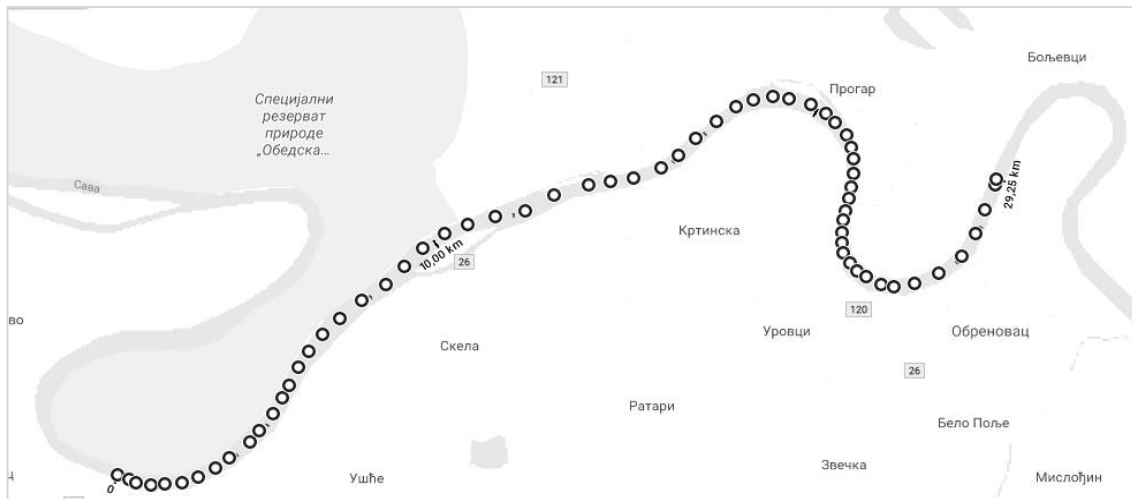 Бољевци
121
Прогар
Специјални
резерват
природе
„Обедска...
Сава
29,25 km
Кртинска
10,00 km
26
120
во
Уровци
Обреновац
Скела
26
Ратари
Бело Поље
Звечка
Ушће
Мислођин
0